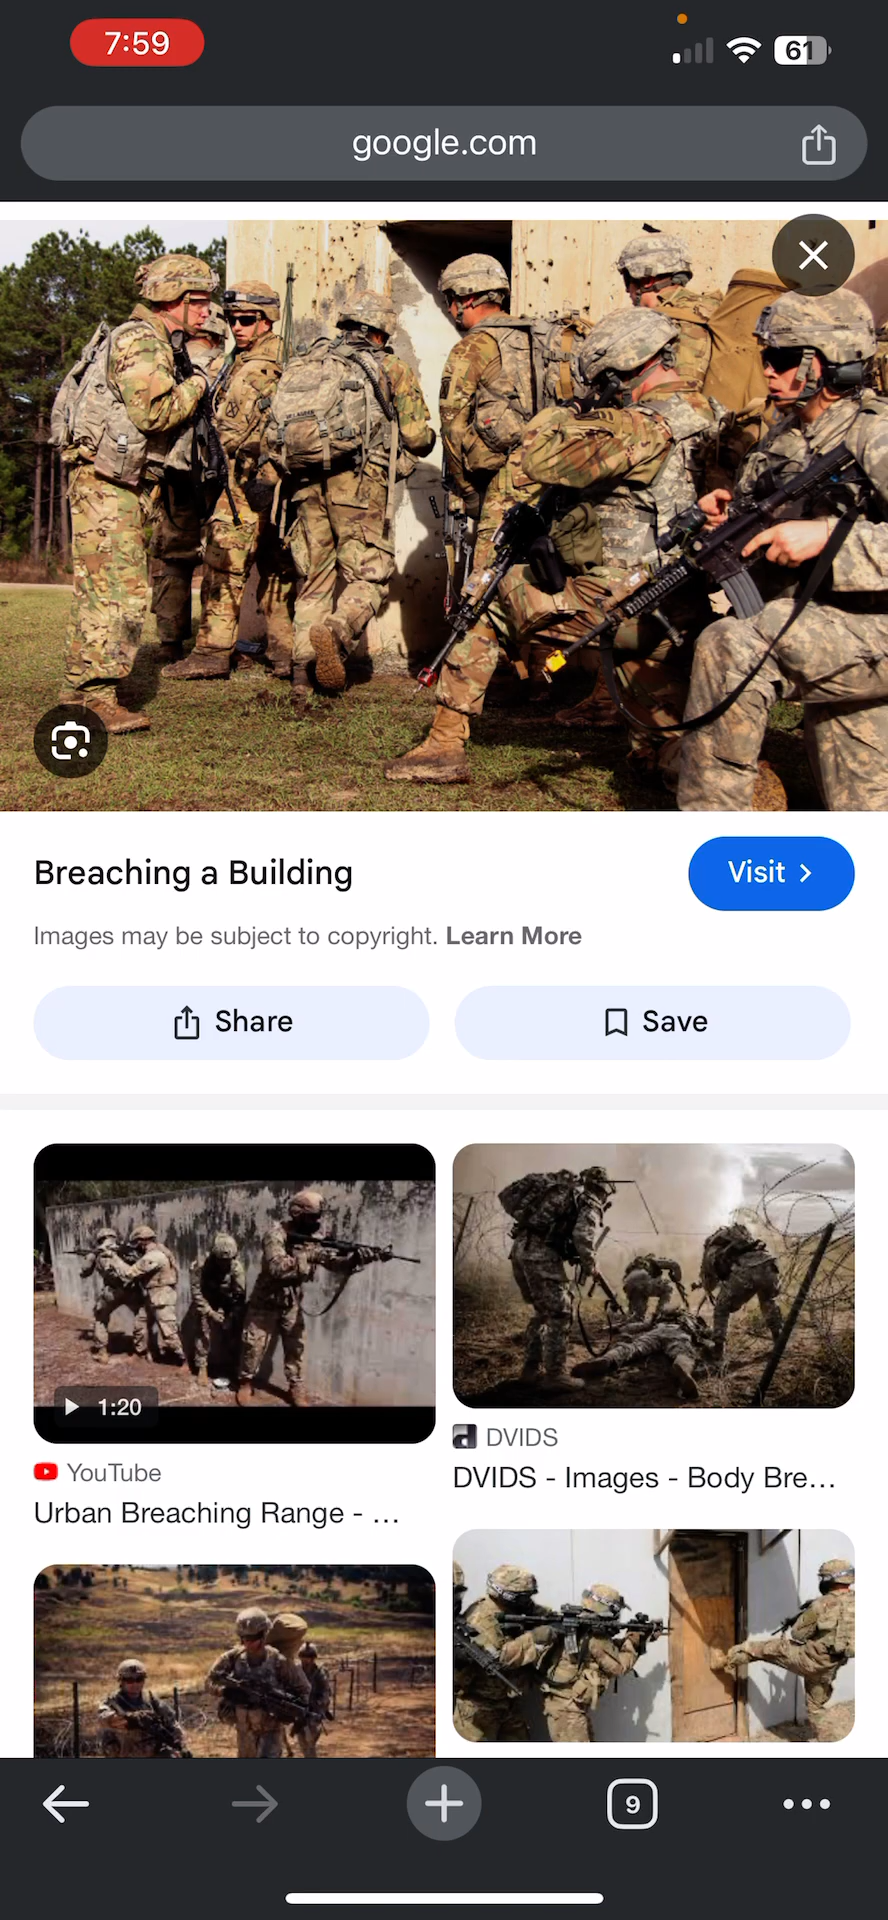 7:59
61
google.com
Breaching a Building
Visit
Images may be subject to copyright. Learn More
Share
Save
1:20
YouTube
Urban Breaching Range - ...
DVIDS
DVIDS - Images - Body Bre...
9